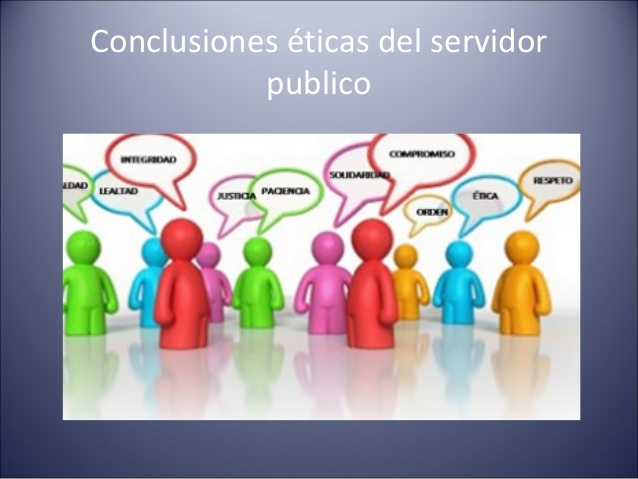 Conclusiones éticas del servidor
publico
INTEGRIDAD
LEALTAD
JUSTICIA
PACIENCIA
SOLIDARIDAD
COMPROMISO
ORDEN
ÉTICA
RESPETO